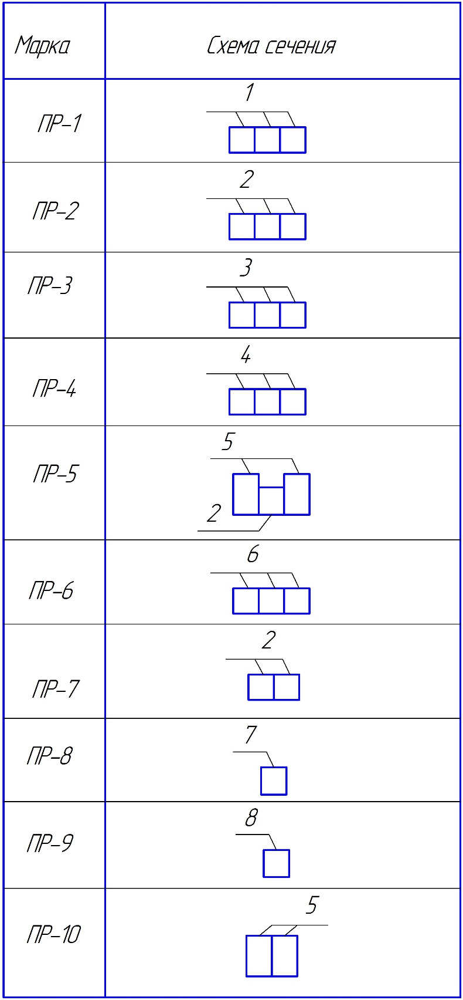 Марка Схема сечения
ПР-1 1
ПР-2 2
ПР-3 3
ПР-4 4
ПР-5 5
2
ПР-6 6
ПР-7 2
ПР-8 7
ПР-9 8
ПР-10 5